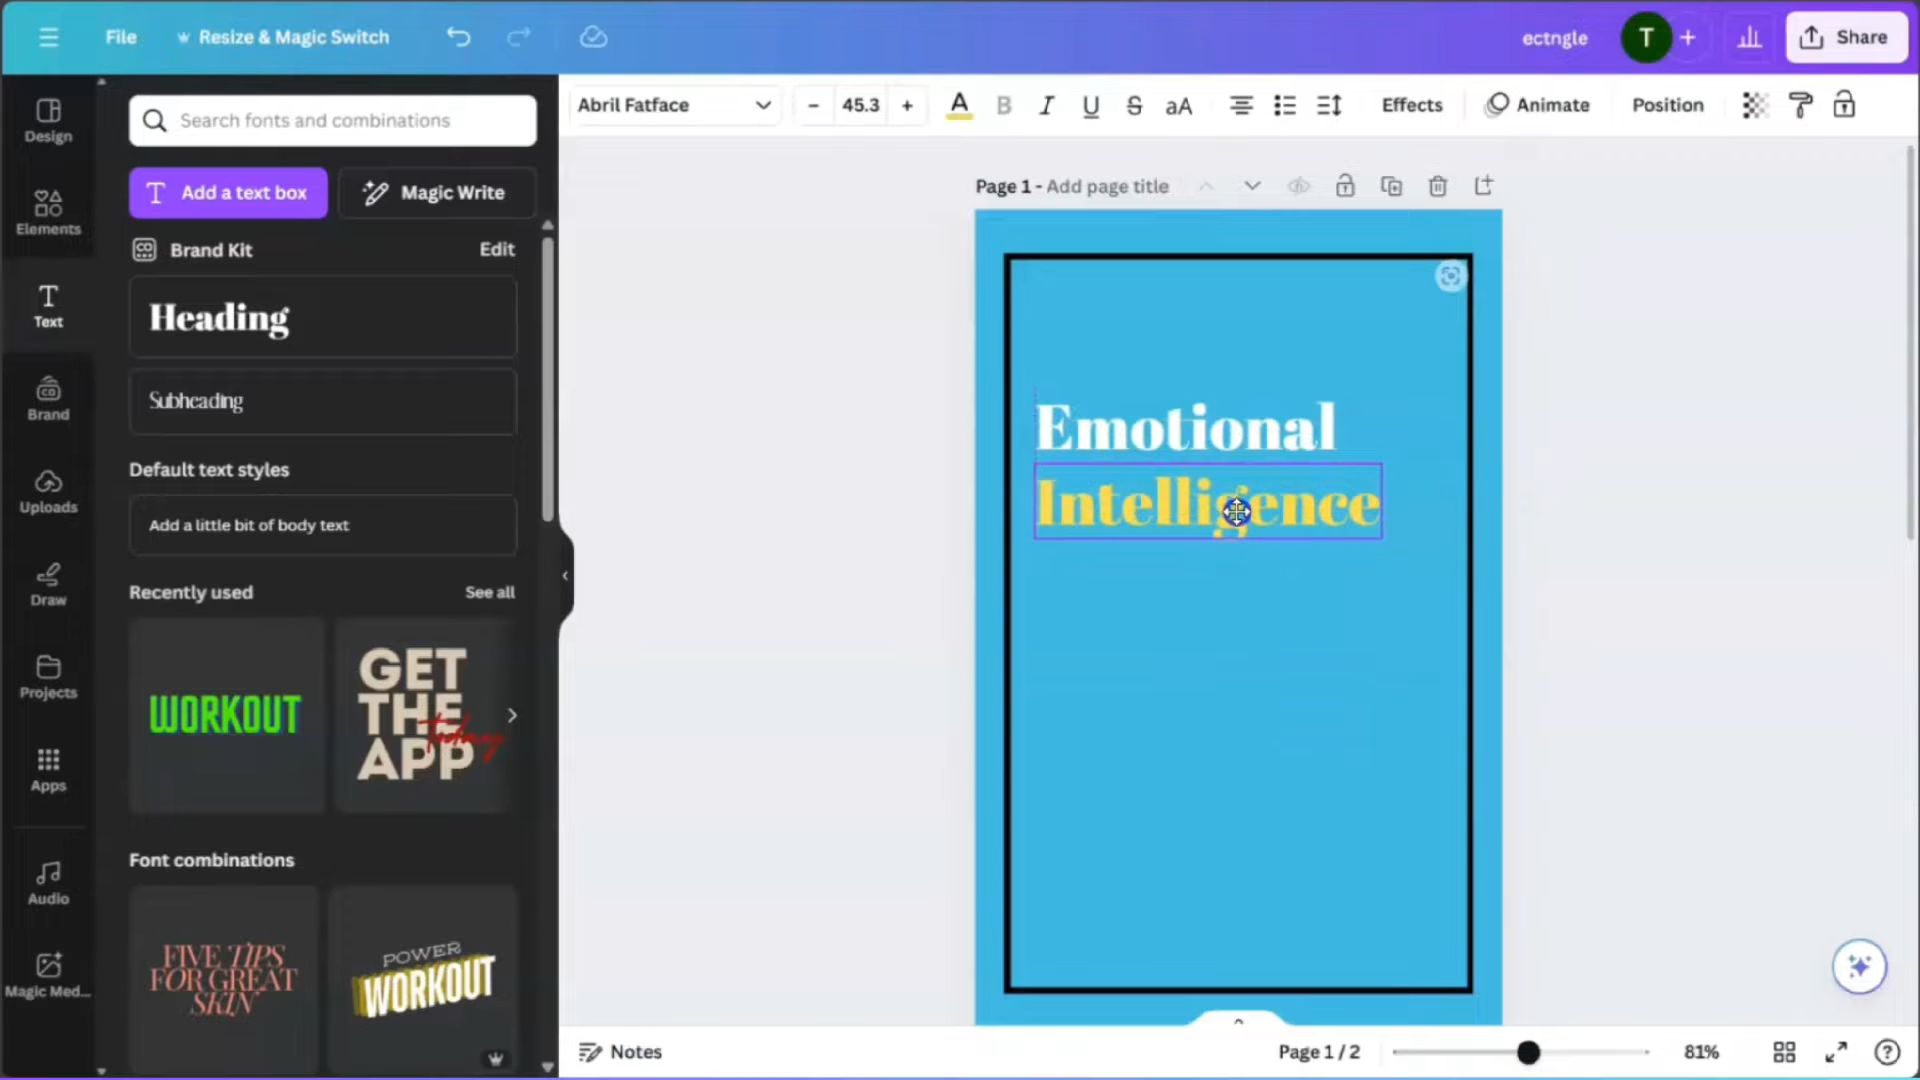 File
Resize & Magic Switch
ectngle
T
Share
Abril Fatface
45.3
A
B
I
U
S
aA
Effects
Animate
Position
Design
Elements
Text
Brand
Uploads
Draw
Projects
Apps
Audio
Magic Med...
Search fonts and combinations
Add a text box
Magic Write
Brand Kit
Edit
Heading
Subheading
Default text styles
Add a little bit of body text
Recently used
See all
WORKOUT
GET
THE
APP
today
Font combinations
FIVE TIPS
FOR GREAT
SKIN
POWER
WORKOUT
Page 1 - Add page title
Emotional
Intelligence
Notes
Page 1 / 2
81%